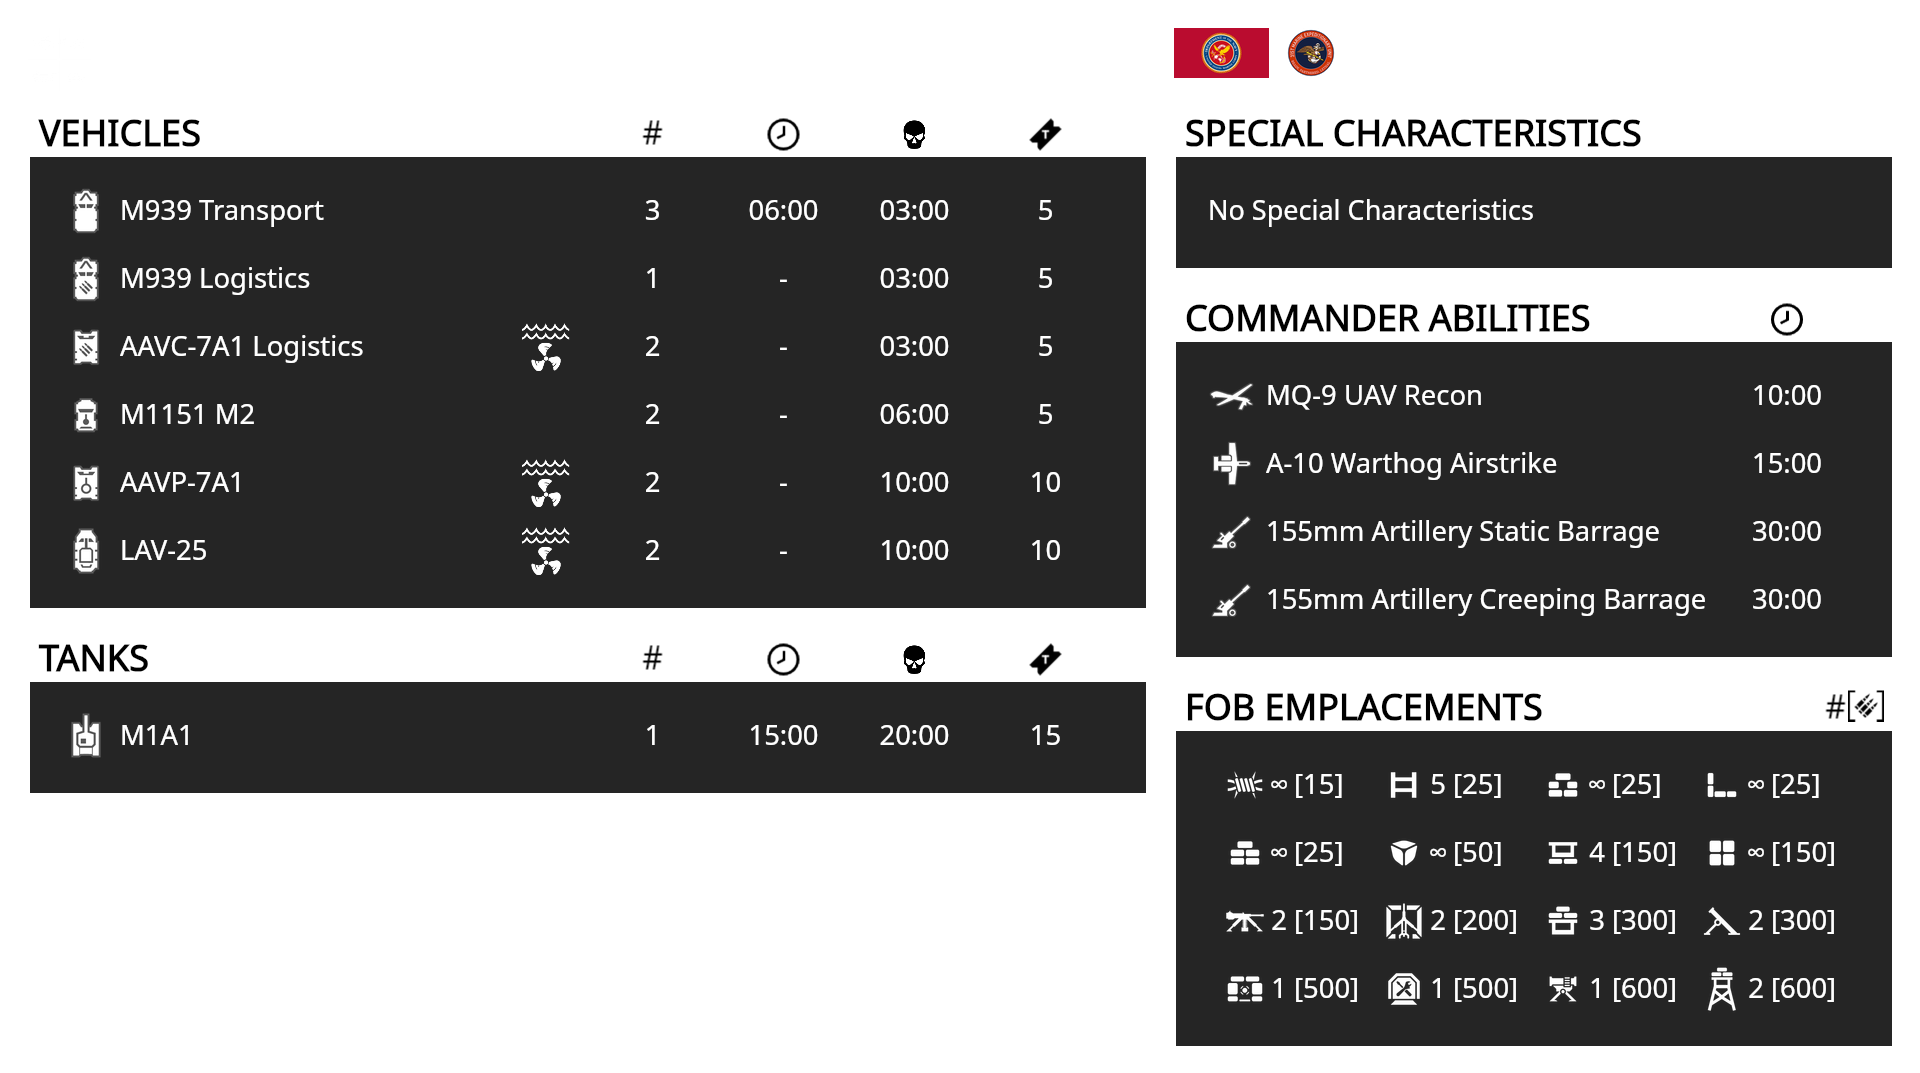 VEHICLES #
M939 Transport 3 06:00 03:00 5
M939 Logistics 1 - 03:00 5
AAVC-7A1 Logistics 2 - 03:00 5
M1151 M2 2 - 06:00 5
AAVP-7A1 2 - 10:00 10
LAV-25 2 - 10:00 10
TANKS #
M1A1 1 15:00 20:00 15
SPECIAL CHARACTERISTICS
No Special Characteristics
COMMANDER ABILITIES
MQ-9 UAV Recon 10:00
A-10 Warthog Airstrike 15:00
155mm Artillery Static Barrage 30:00
155mm Artillery Creeping Barrage 30:00
FOB EMPLACEMENTS #[]
∞ [15] 5 [25] ∞ [25] ∞ [25]
∞ [25] ∞ [50] 4 [150] ∞ [150]
2 [150] 2 [200] 3 [300] 2 [300]
1 [500] 1 [500] 1 [600] 2 [600]